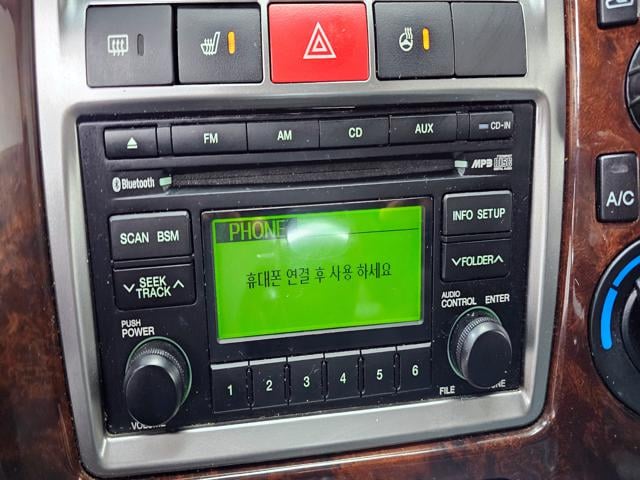 FM
AM
CD
AUX
CD-IN
Bluetooth
MP3
SCAN BSM
PHONE
INFO SETUP
A/C
휴대폰 연결 후 사용 하세요
SEEK
TRACK
FOLDER
PUSH
POWER
AUDIO
CONTROL
ENTER
1 2 3 4 5 6
FILE